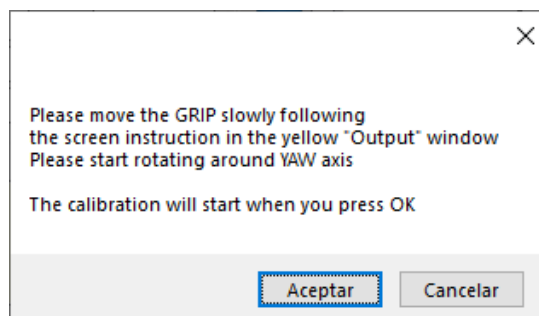 Please move the GRIP slowly following
the screen instruction in the yellow "Output" window
Please start rotating around YAW axis
The calibration will start when you press OK
Aceptar
Cancelar